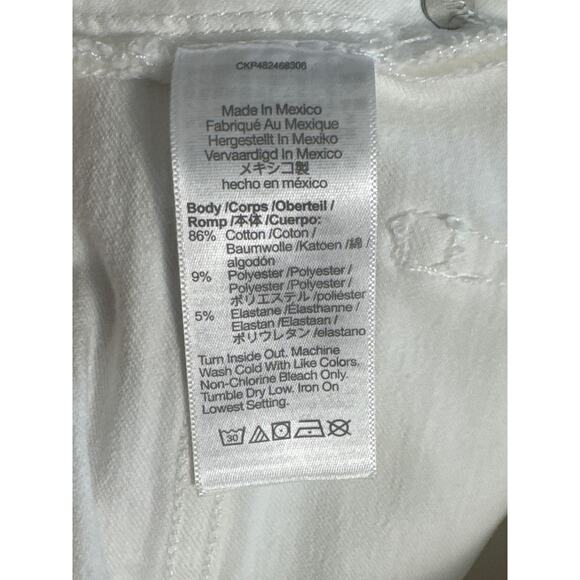 CKP482468306
Made In Mexico
Fabriqué Au Mexique
Hergestellt In Mexiko
Vervaardigd In Mexico
メキシコ製
hecho en méxico
Body /Corps /Oberteil /
Romp /本体 /Cuerpo:
86% Cotton /Coton /
Baumwolle /Katoen /綿 /
algodón
9% Polyester /Polyester /
Polyester /Polyester /
ポリエステル /poliéster
5% Elastane /Élasthanne /
Elastan /Elastaan /
ポリウレタン /elastano
Turn Inside Out. Machine
Wash Cold With Like Colors.
Non-Chlorine Bleach Only.
Tumble Dry Low. Iron On
Lowest Setting.
30